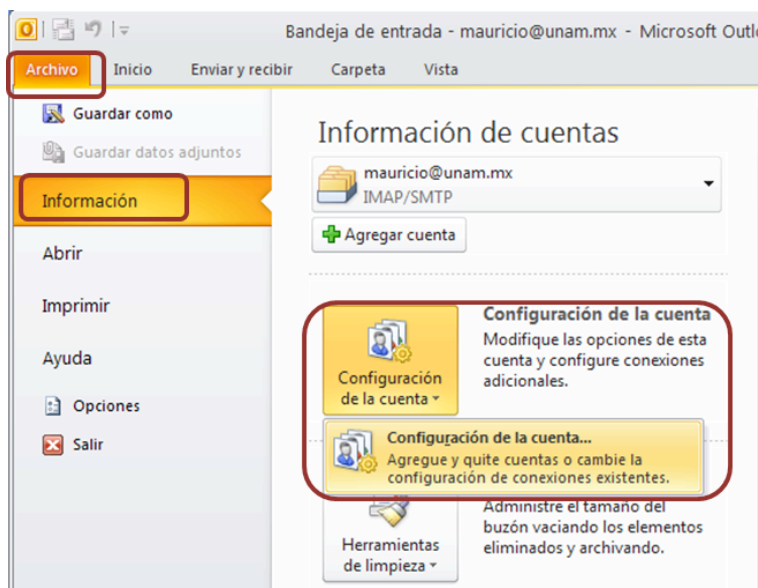 Bandeja de entrada - mauricio@unam.mx - Microsoft Outl
Archivo Inicio Enviar y recibir Carpeta Vista
Guardar como
Guardar datos adjuntos
Información
Abrir
Imprimir
Ayuda
Opciones
Salir
Información de cuentas
mauricio@unam.mx
IMAP/SMTP
Agregar cuenta
Configuración
de la cuenta
Configuración de la cuenta
Modifique las opciones de esta
cuenta y configure conexiones
adicionales.
Configuración de la cuenta...
Agregue y quite cuentas o cambie la
configuración de conexiones existentes.
Herramientas
de limpieza
Administre el tamaño del
buzón vaciando los elementos
eliminados y archivando.